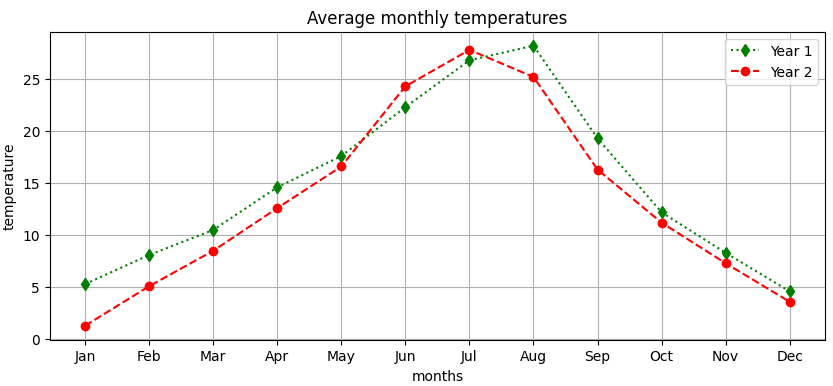 Average monthly temperatures
Year 1
Year 2
temperature
25
20
15
10
5
0
Jan Feb Mar Apr May Jun Jul Aug Sep Oct Nov Dec
months